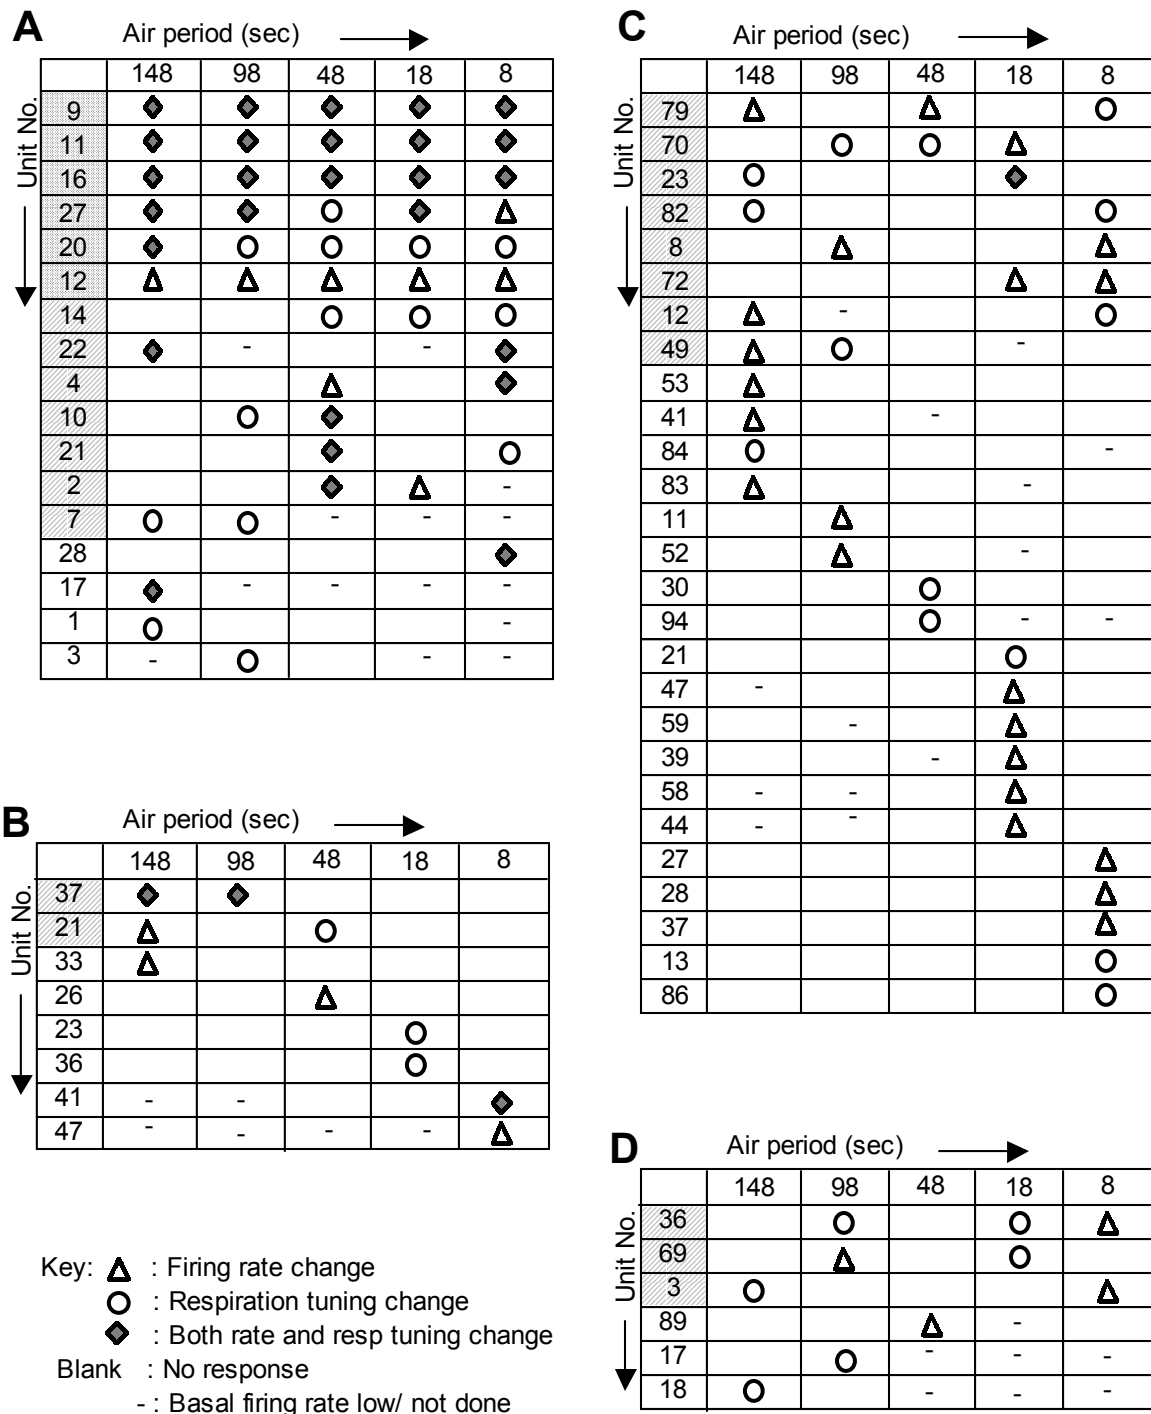 A
Air period (sec)
Unit No.
148 98 48 18 8
9
11
16
27
20
12
14
22 - -
4
10
21
2 -
7 - - -
28
17 - - - -
1 -
3 - - -
B
Air period (sec)
Unit No.
148 98 48 18 8
37
21
33
26
23
36
41 - -
47 - - - -
Key: : Firing rate change
: Respiration tuning change
: Both rate and resp tuning change
Blank : No response
- : Basal firing rate low/ not done
C
Air period (sec)
Unit No.
148 98 48 18 8
79
70
23
82
8
72
12 -
49 -
53
41 -
84 -
83 -
11
52 -
30
94 - -
21
47 -
59 -
39 -
58 - -
44 - -
27
28
37
13
86
D
Air period (sec)
Unit No.
148 98 48 18 8
36
69
3
89 -
17 - - -
18 - - -